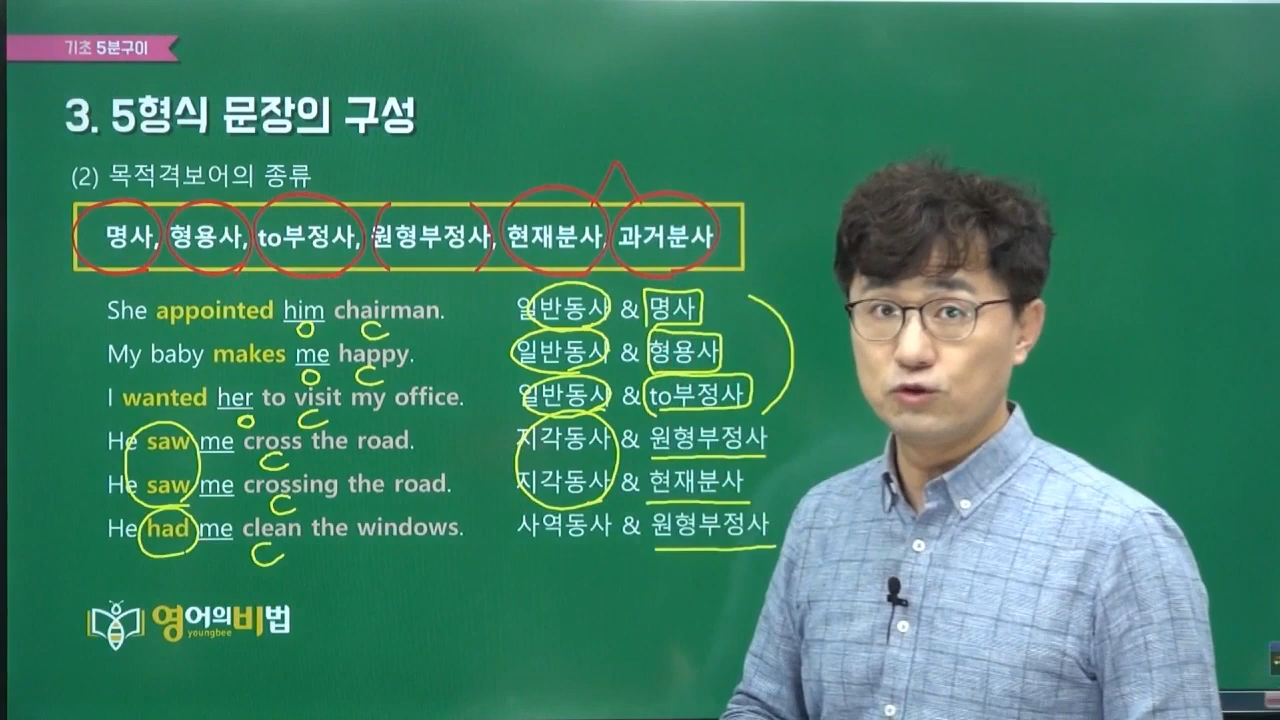 기초 5분구이
3. 5형식 문장의 구성
(2) 목적격보어의 종류
명사, 형용사, to부정사, 원형부정사, 현재분사, 과거분사
She appointed him chairman. 일반동사 & 명사
O C
My baby makes me happy. 일반동사 & 형용사
O C
I wanted her to visit my office. 일반동사 & to부정사
O C
He saw me cross the road. 지각동사 & 원형부정사
C
He saw me crossing the road. 지각동사 & 현재분사
C
He had me clean the windows. 사역동사 & 원형부정사
C
영어의비법
youngbee